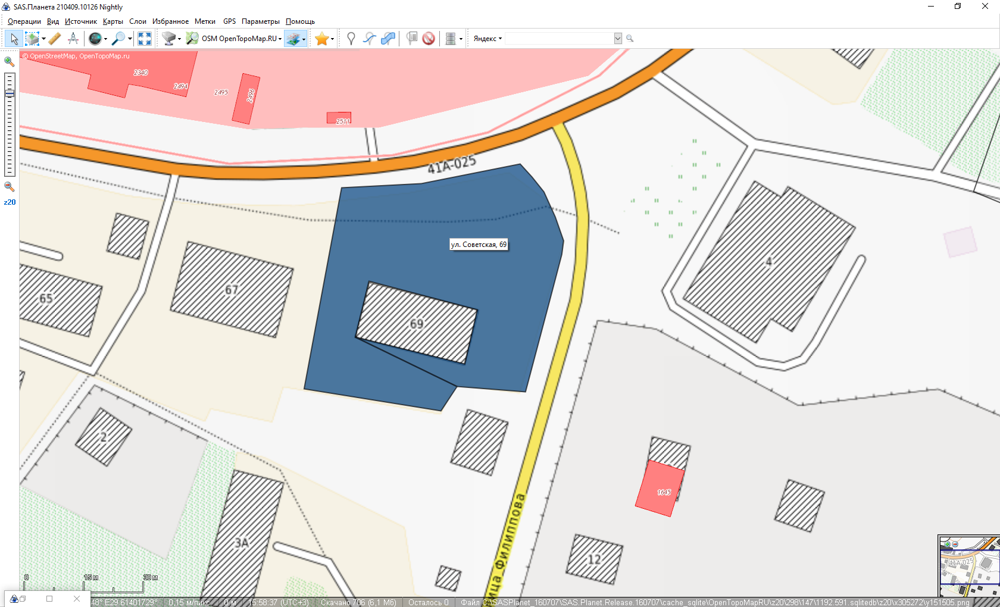 SAS.Планета 210409.10126 Nightly
Операции Вид Источник Карты Слои Избранное Метки GPS Параметры Помощь
OSM OpenTopoMap.RU
Яндекс
© OpenStreetMap, OpenTopoMap.ru
2340
2494
2495
2496
2511
z20
41A-025
ул. Советская, 69
4
65
67
69
2
1645
3А
12
ица Филиппова
41A-025
0 15 м 30 м
48° E29.61401729° 0,15 м/пикс. 0 м 15:58:37 (UTC+3) Скачано 706 (6,1 Мб) Осталось 0 Файл C:\SASPlanet_160707\SAS.Planet.Release.160707\cache_sqlite\OpenTopoMapRU\z20\298\147\1192.591.sqlitedb\z20\x305272\y151505.png